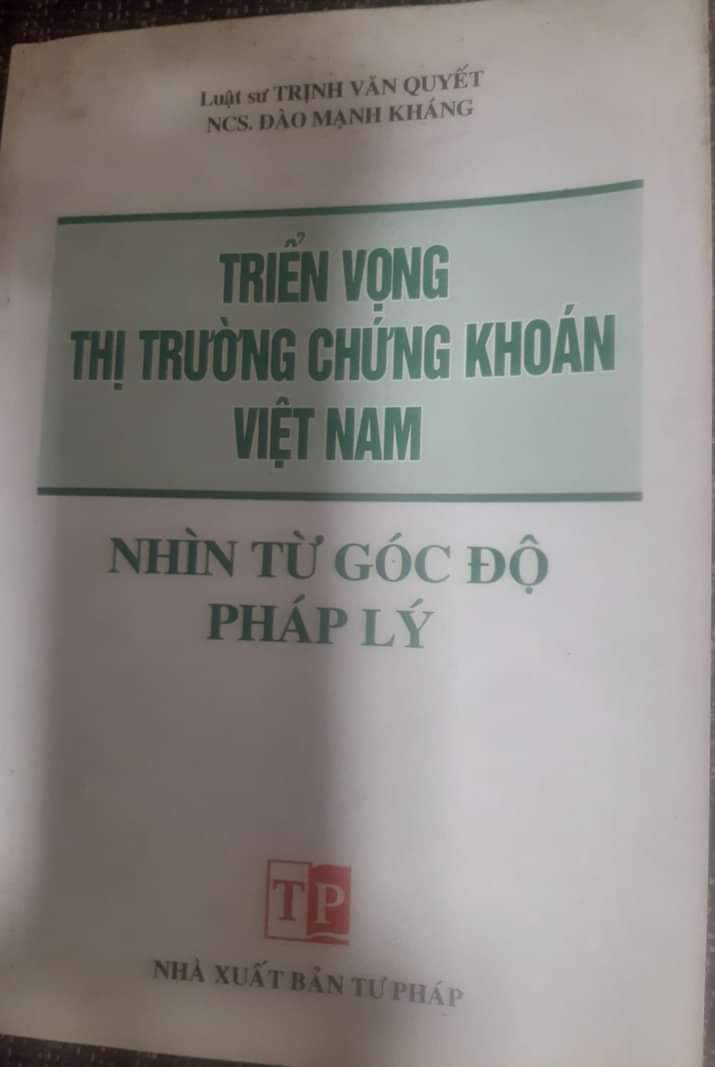 Luật sư TRỊNH VĂN QUYẾT
NCS. ĐÀO MẠNH KHÁNG
TRIỂN VỌNG
THỊ TRƯỜNG CHỨNG KHOÁN
VIỆT NAM
NHÌN TỪ GÓC ĐỘ
PHÁP LÝ
TP
NHÀ XUẤT BẢN TƯ PHÁP